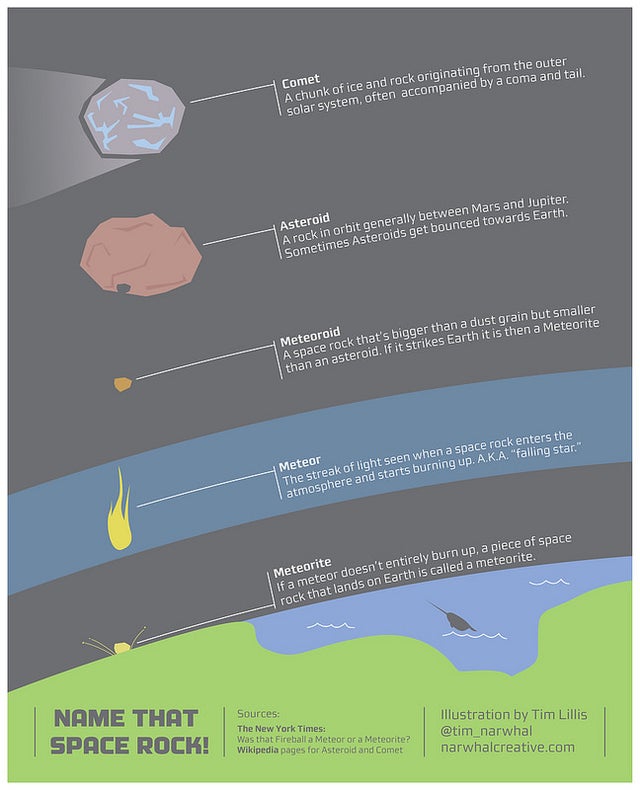 Comet
A chunk of ice and rock originating from the outer
solar system, often accompanied by a coma and tail.
Asteroid
A rock in orbit generally between Mars and Jupiter.
Sometimes Asteroids get bounced towards Earth.
Meteoroid
A space rock that's bigger than a dust grain but smaller
than an asteroid. If it strikes Earth it is then a Meteorite
Meteor
The streak of light seen when a space rock enters the
atmosphere and starts burning up. A.K.A. “falling star.”
Meteorite
If a meteor doesn't entirely burn up, a piece of space
rock that lands on Earth is called a meteorite.
NAME THAT
SPACE ROCK!
Sources:
The New York Times:
Was that Fireball a Meteor or a Meteorite?
Wikipedia pages for Asteroid and Comet
Illustration by Tim Lillis
@tim_narwhal
narwhalcreative.com